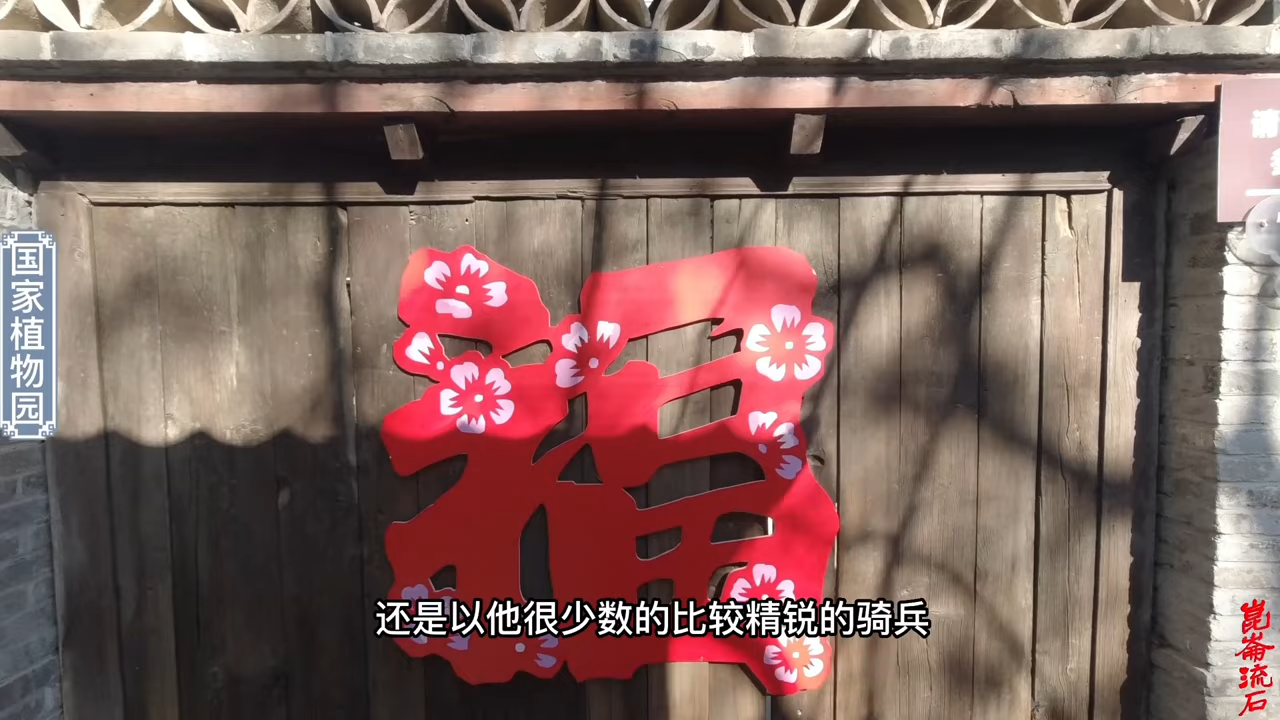 国家植物园
福
还是以他很少数的比较精锐的骑兵
崑崙流石